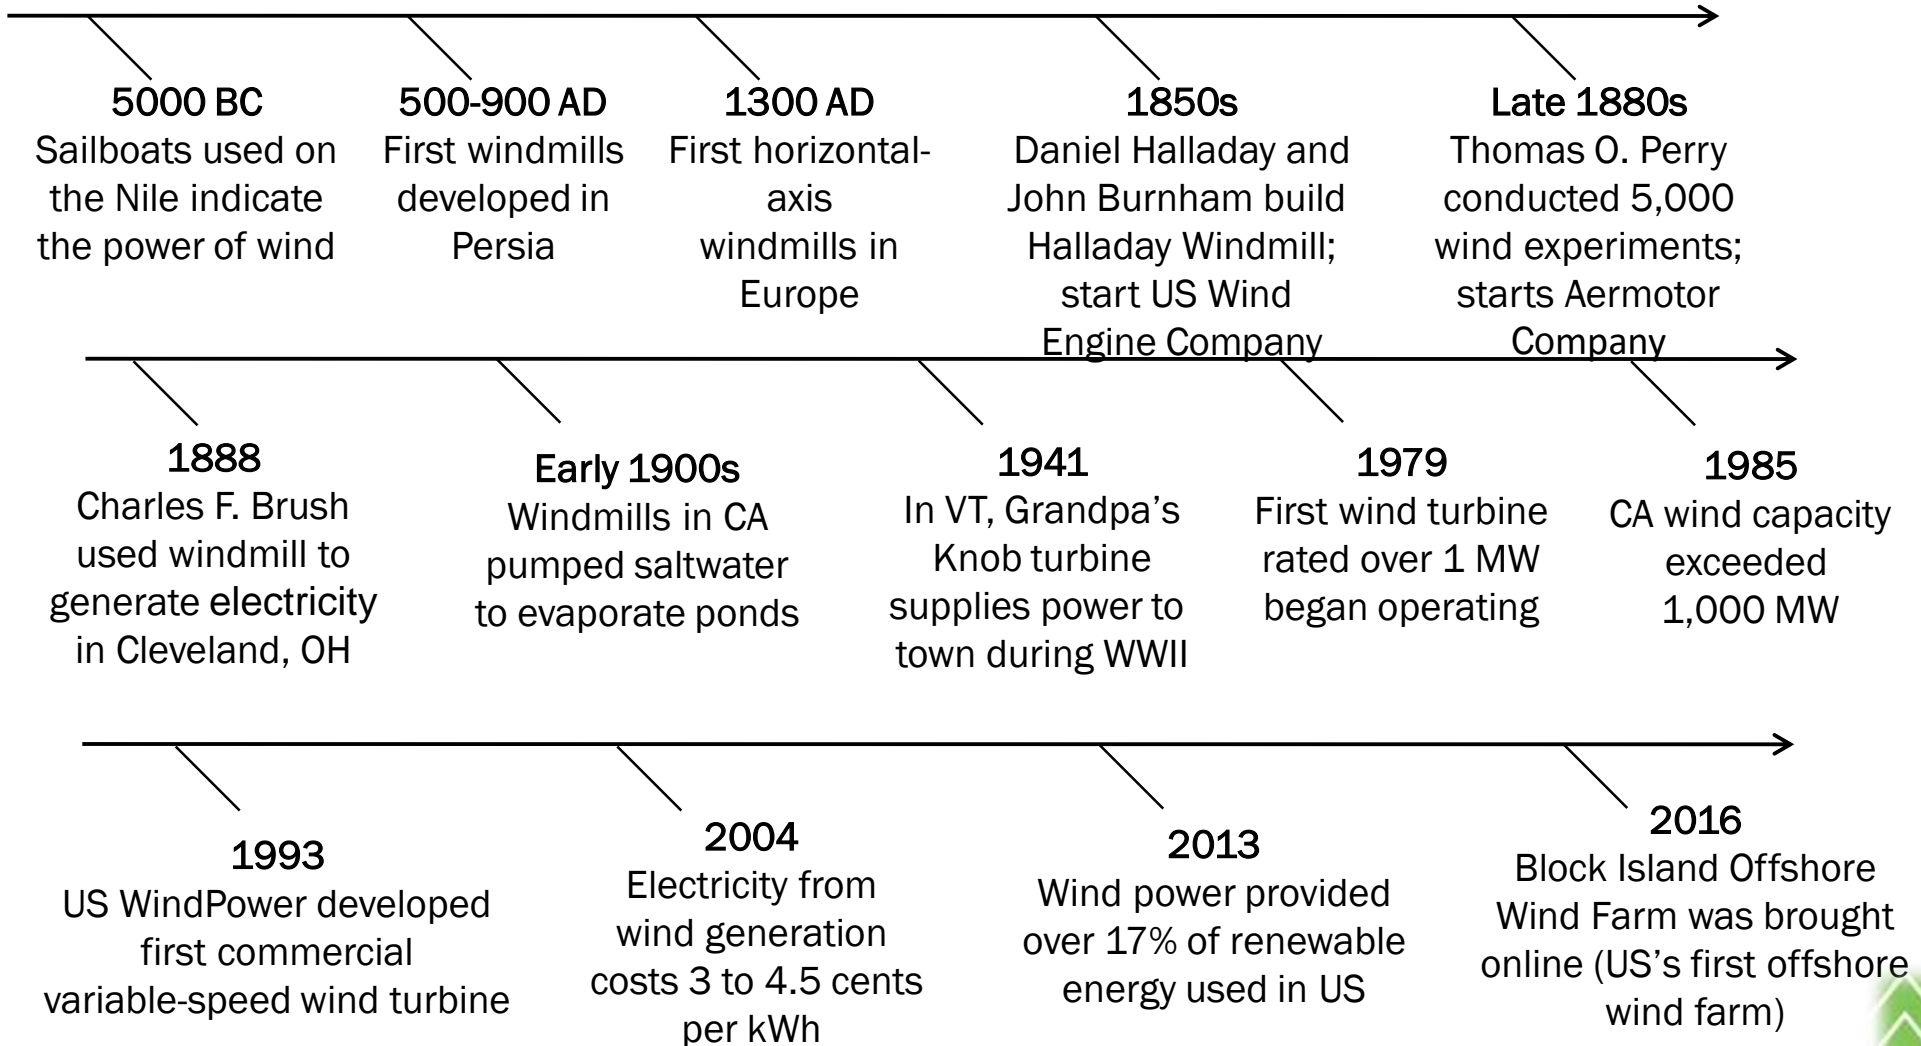 5000 BC
Sailboats used on
the Nile indicate
the power of wind
500-900 AD
First windmills
developed in
Persia
1300 AD
First horizontal-
axis
windmills in
Europe
1850s
Daniel Halladay and
John Burnham build
Halladay Windmill;
start US Wind
Engine Company
Late 1880s
Thomas O. Perry
conducted 5,000
wind experiments;
starts Aermotor
Company
1888
Charles F. Brush
used windmill to
generate electricity
in Cleveland, OH
Early 1900s
Windmills in CA
pumped saltwater
to evaporate ponds
1941
In VT, Grandpa's
Knob turbine
supplies power to
town during WWII
1979
First wind turbine
rated over 1 MW
began operating
1985
CA wind capacity
exceeded
1,000 MW
1993
US WindPower developed
first commercial
variable-speed wind turbine
2004
Electricity from
wind generation
costs 3 to 4.5 cents
per kWh
2013
Wind power provided
over 17% of renewable
energy used in US
2016
Block Island Offshore
Wind Farm was brought
online (US's first offshore
wind farm)